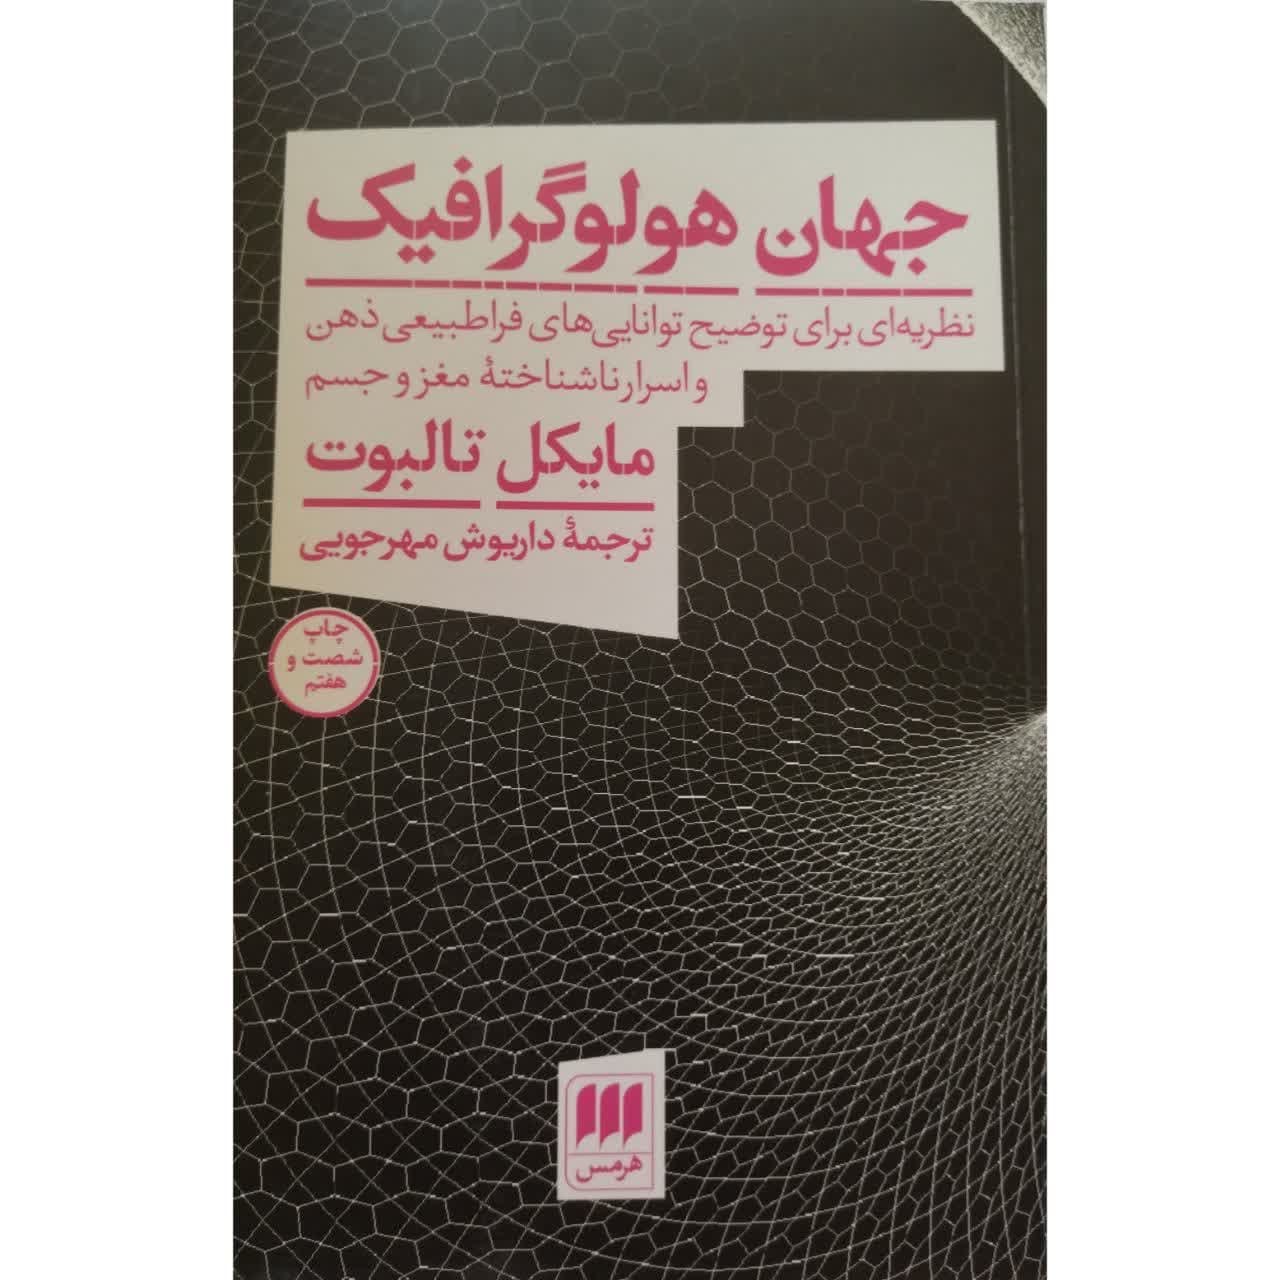 جهان هولوگرافیک
نظریه‌ای برای توضیح توانایی‌های فراطبیعی ذهن
و اسرار ناشناختهٔ مغز و جسم
مایکل تالبوت
ترجمهٔ داریوش مهرجویی
چاپ
شصت و
هفتم
هرمس